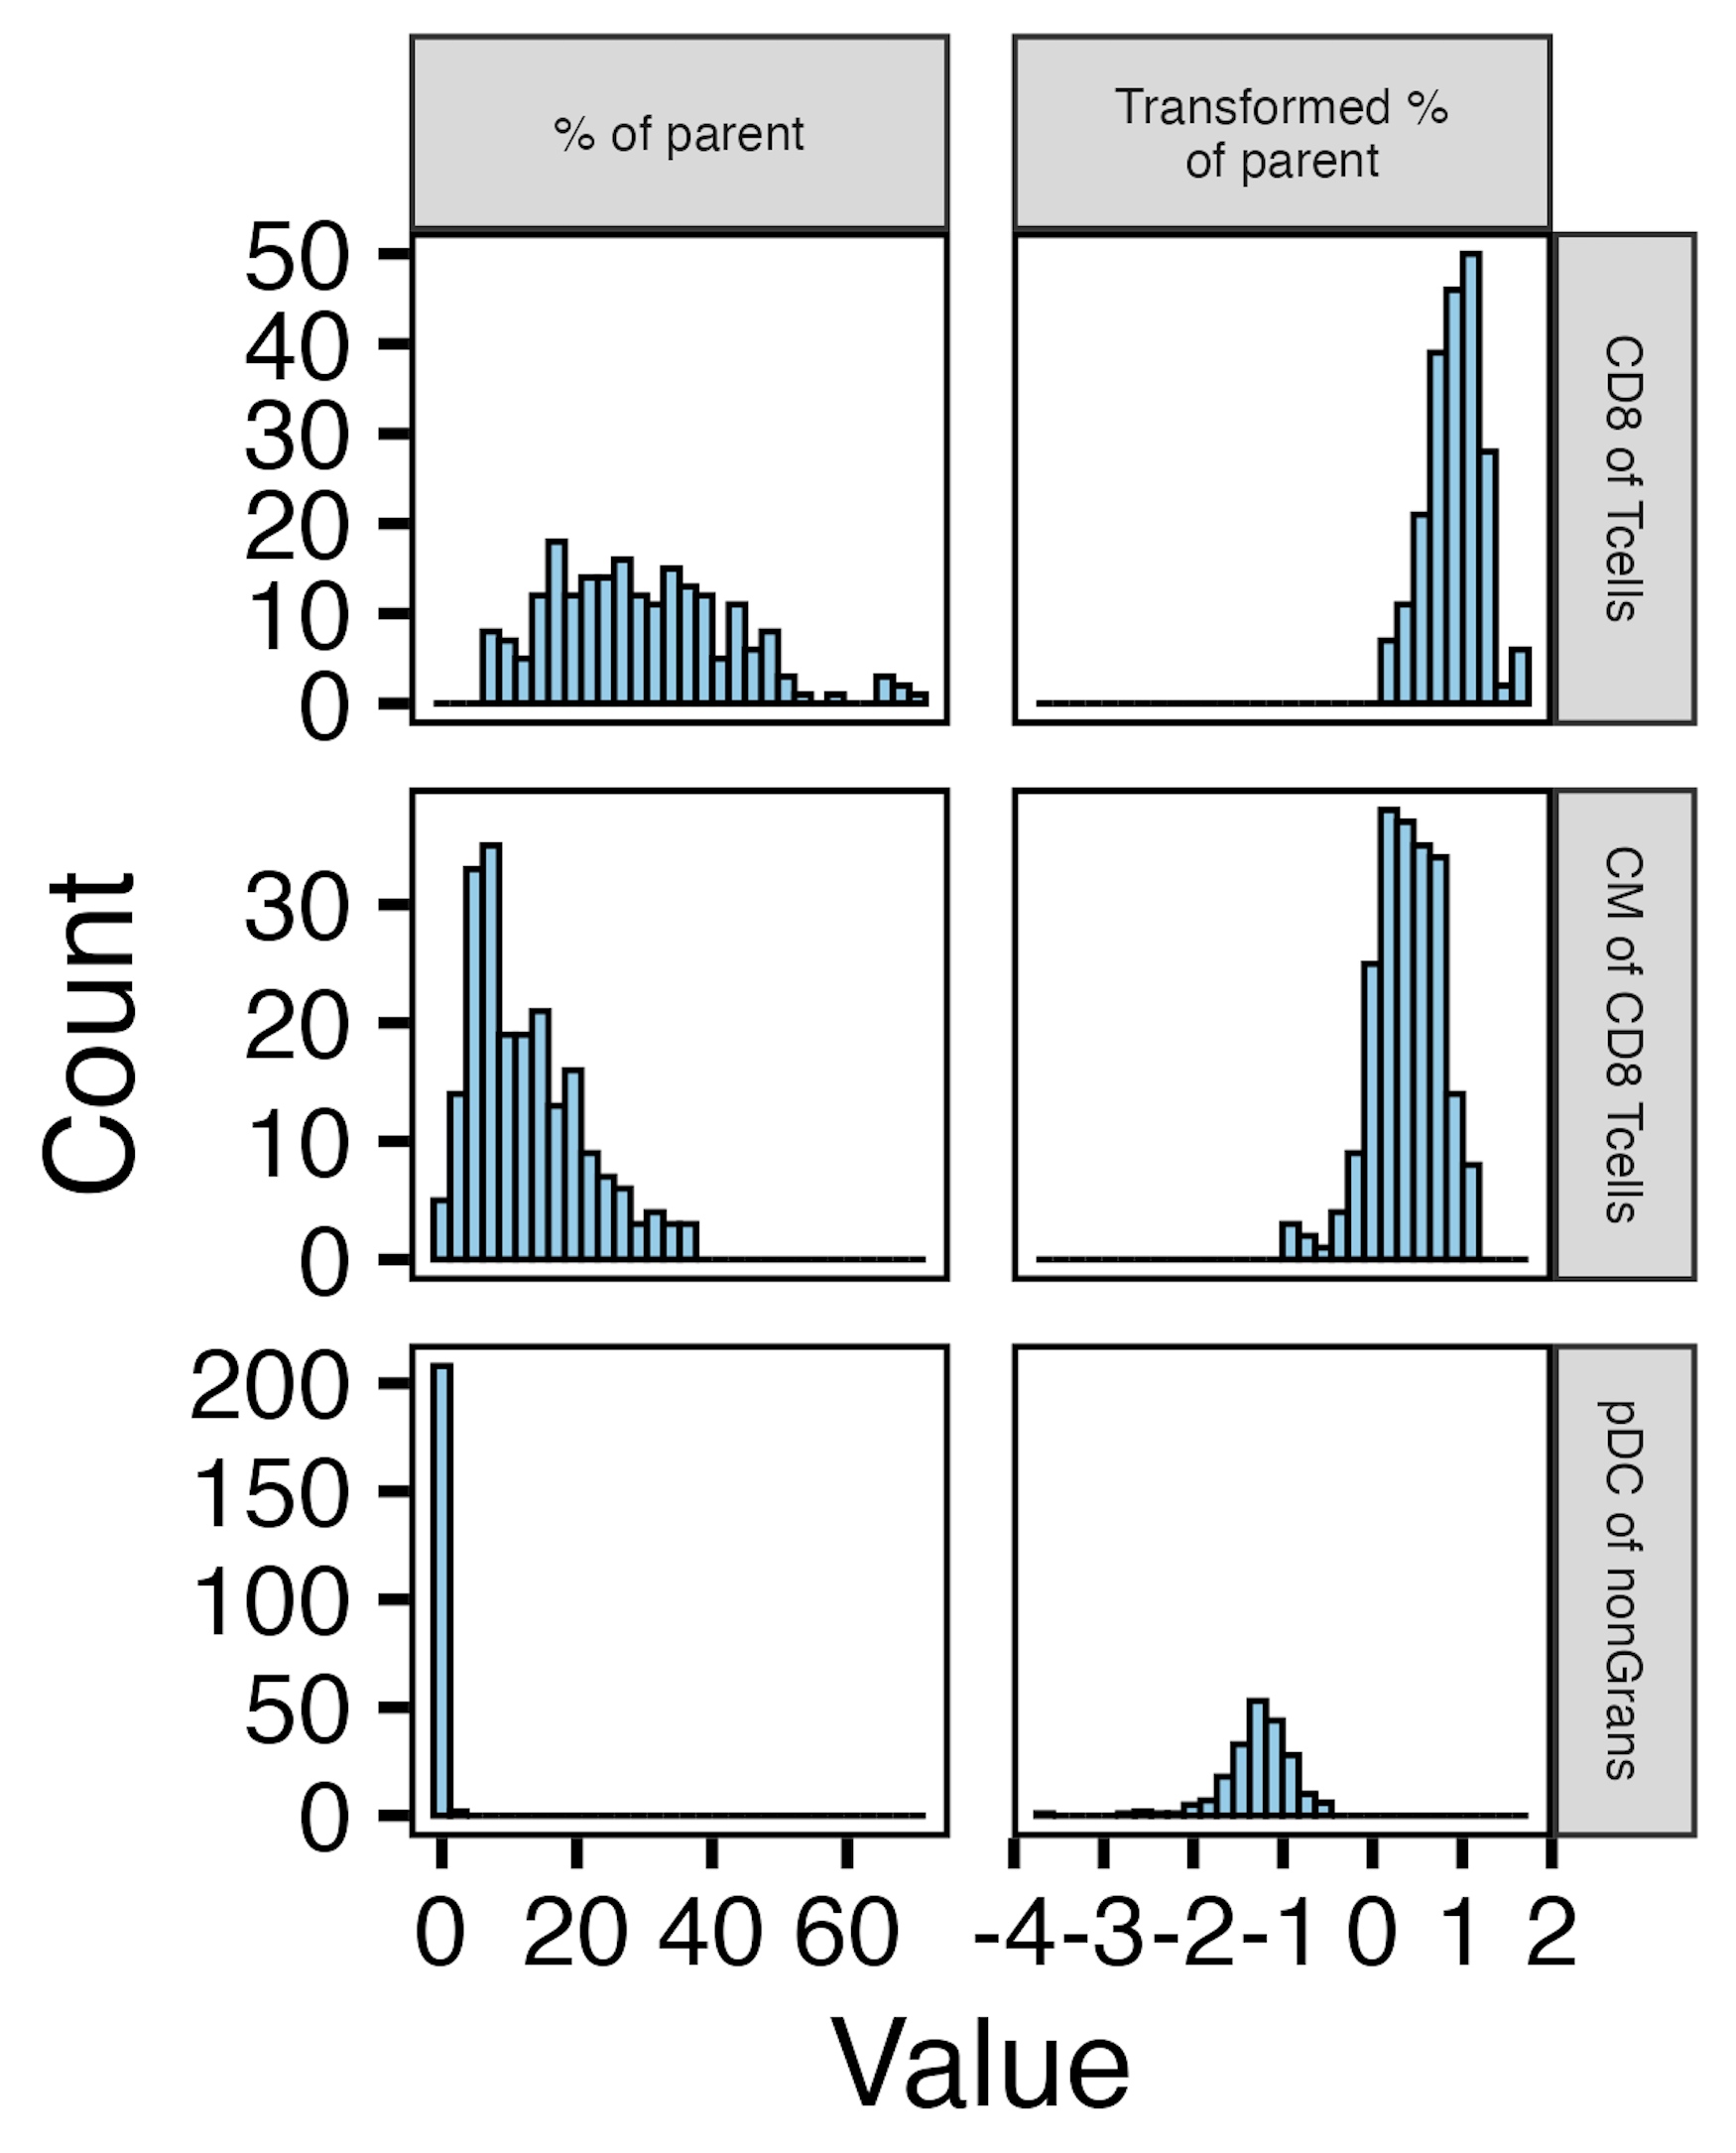 % of parent
Transformed %
of parent
50
40
30
20
10
0
CD8 of Tcells
Count
30
20
10
0
CM of CD8 Tcells
200
150
100
50
0
pDC of nonGrans
0 20 40 60
-4 -3 -2 -1 0 1 2
Value